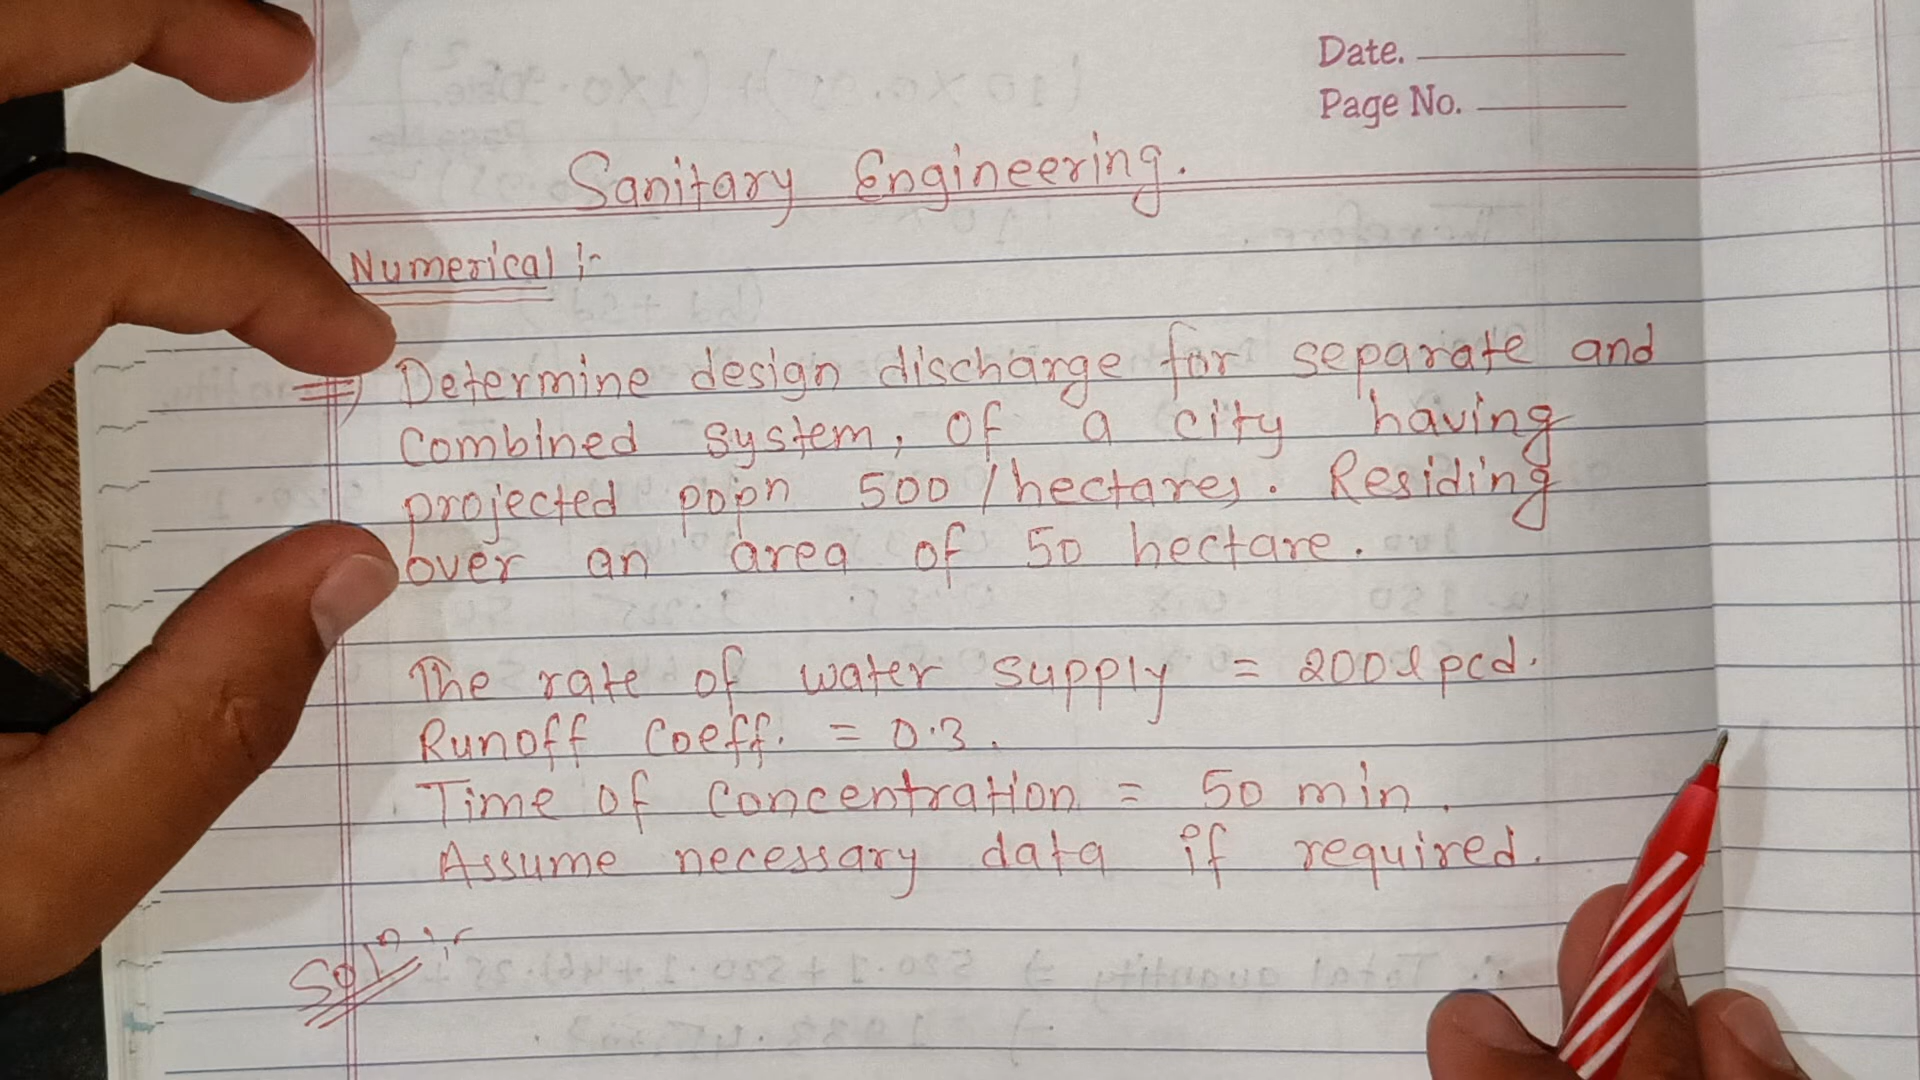 Date.
Page No.
Sanitary Engineering.
Numerical :-
⇒ Determine design discharge for separate and
Combined system, of a city having
projected popn 500 / hectares. Residing
over an area of 50 hectare.
The rate of water supply = 200 l pcd.
Runoff Coeff. = 0.3.
Time of Concentration = 50 min.
Assume necessary data if required.
Soln :-